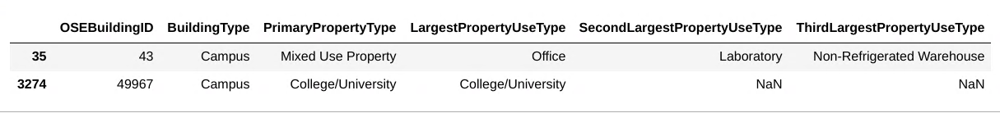 OSEBuildingID BuildingType PrimaryPropertyType LargestPropertyUseType SecondLargestPropertyUseType ThirdLargestPropertyUseType
35 43 Campus Mixed Use Property Office Laboratory Non-Refrigerated Warehouse
3274 49967 Campus College/University College/University NaN NaN